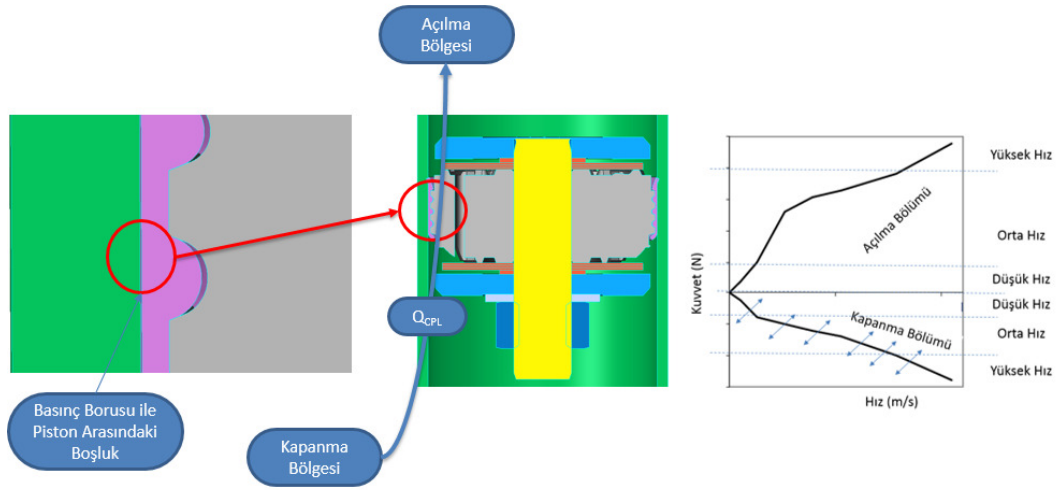 Açılma
Bölgesi
Basınç Borusu ile
Piston Arasındaki
Boşluk
QCPL
Kapanma
Bölgesi
Kuvvet (N)
Açılma Bölümü
Kapanma Bölümü
Hız (m/s)
Yüksek Hız
Orta Hız
Düşük Hız
Düşük Hız
Orta Hız
Yüksek Hız